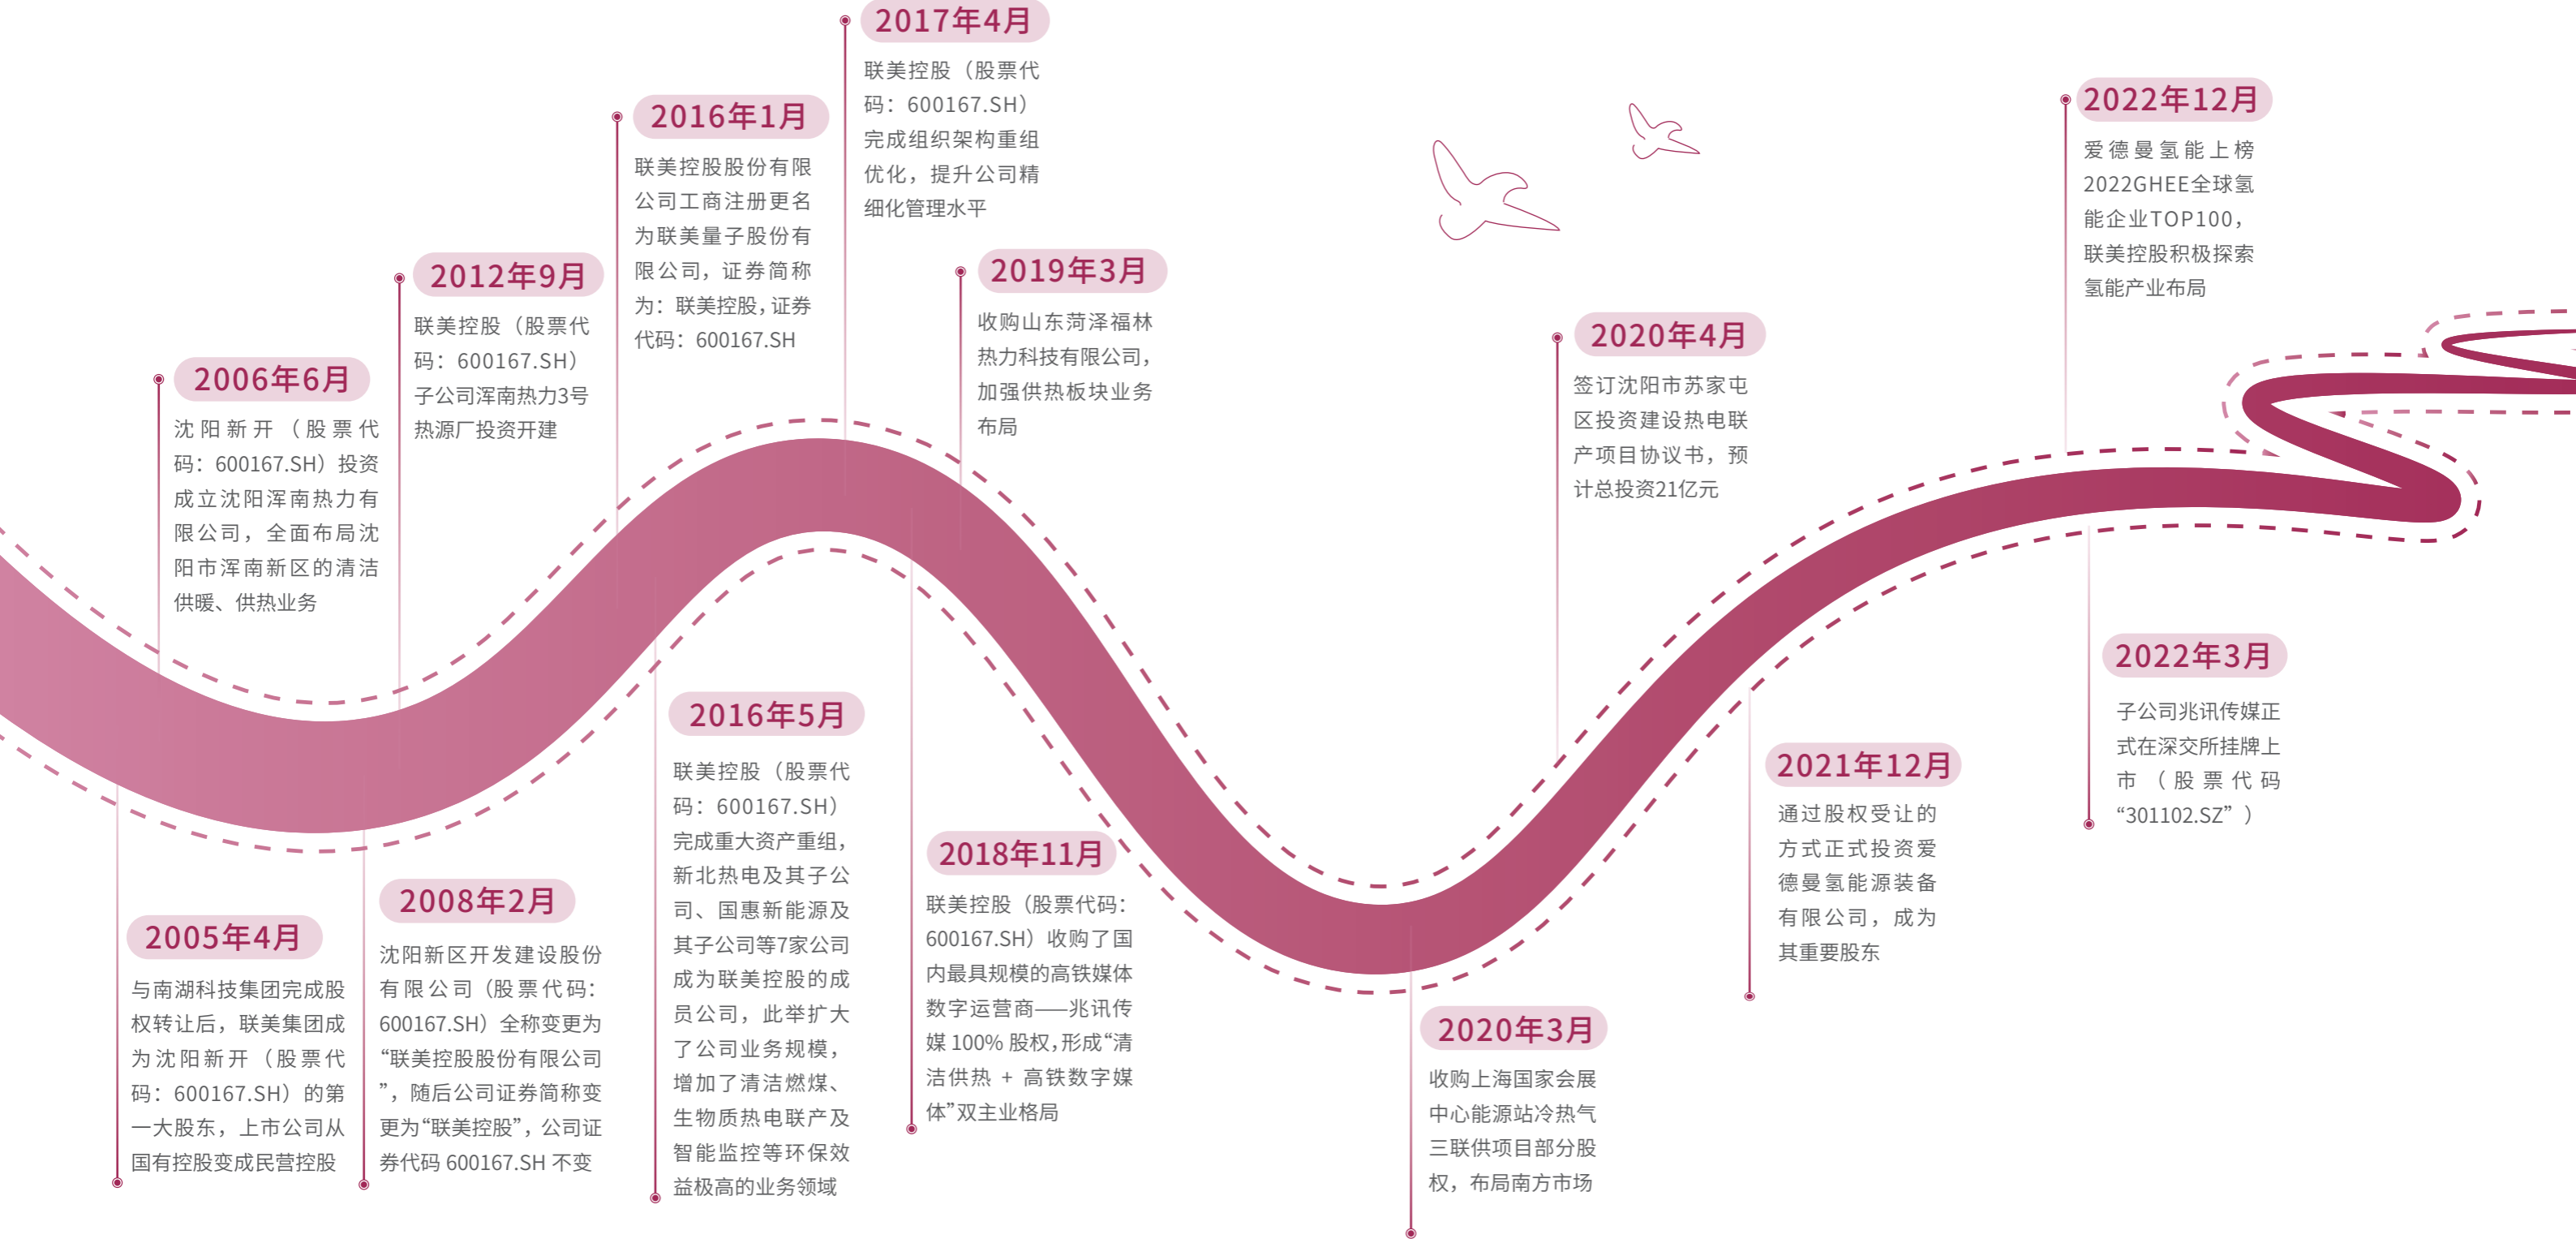 2005年4月
与南湖科技集团完成股
权转让后，联美集团成
为沈阳新开（股票代
码：600167.SH）的第
一大股东，上市公司从
国有控股变成民营控股
2006年6月
沈阳新开（股票代
码：600167.SH）投资
成立沈阳浑南热力有
限公司，全面布局沈
阳市浑南新区的清洁
供暖、供热业务
2008年2月
沈阳新区开发建设股份
有限公司（股票代码：
600167.SH）全称变更为
“联美控股股份有限公司
”，随后公司证券简称变
更为“联美控股”，公司证
券代码 600167.SH 不变
2012年9月
联美控股（股票代
码：600167.SH）
子公司浑南热力3号
热源厂投资开建
2016年1月
联美控股股份有限
公司工商注册更名
为联美量子股份有
限公司，证券简称
为：联美控股，证券
代码：600167.SH
2016年5月
联美控股（股票代
码：600167.SH）
完成重大资产重组，
新北热电及其子公
司、国惠新能源及
其子公司等7家公司
成为联美控股的成
员公司，此举扩大
了公司业务规模，
增加了清洁燃煤、
生物质热电联产及
智能监控等环保效
益极高的业务领域
2017年4月
联美控股（股票代
码：600167.SH）
完成组织架构重组
优化，提升公司精
细化管理水平
2018年11月
联美控股（股票代码：
600167.SH）收购了国
内最具规模的高铁媒体
数字运营商——兆讯传
媒 100% 股权，形成“清
洁供热 + 高铁数字媒
体”双主业格局
2019年3月
收购山东菏泽福林
热力科技有限公司，
加强供热板块业务
布局
2020年3月
收购上海国家会展
中心能源站冷热气
三联供项目部分股
权，布局南方市场
2020年4月
签订沈阳市苏家屯
区投资建设热电联
产项目协议书，预
计总投资21亿元
2021年12月
通过股权受让的
方式正式投资爱
德曼氢能源装备
有限公司，成为
其重要股东
2022年3月
子公司兆讯传媒正
式在深交所挂牌上
市（股票代码
“301102.SZ”）
2022年12月
爱德曼氢能上榜
2022GHEE全球氢
能企业TOP100，
联美控股积极探索
氢能产业布局